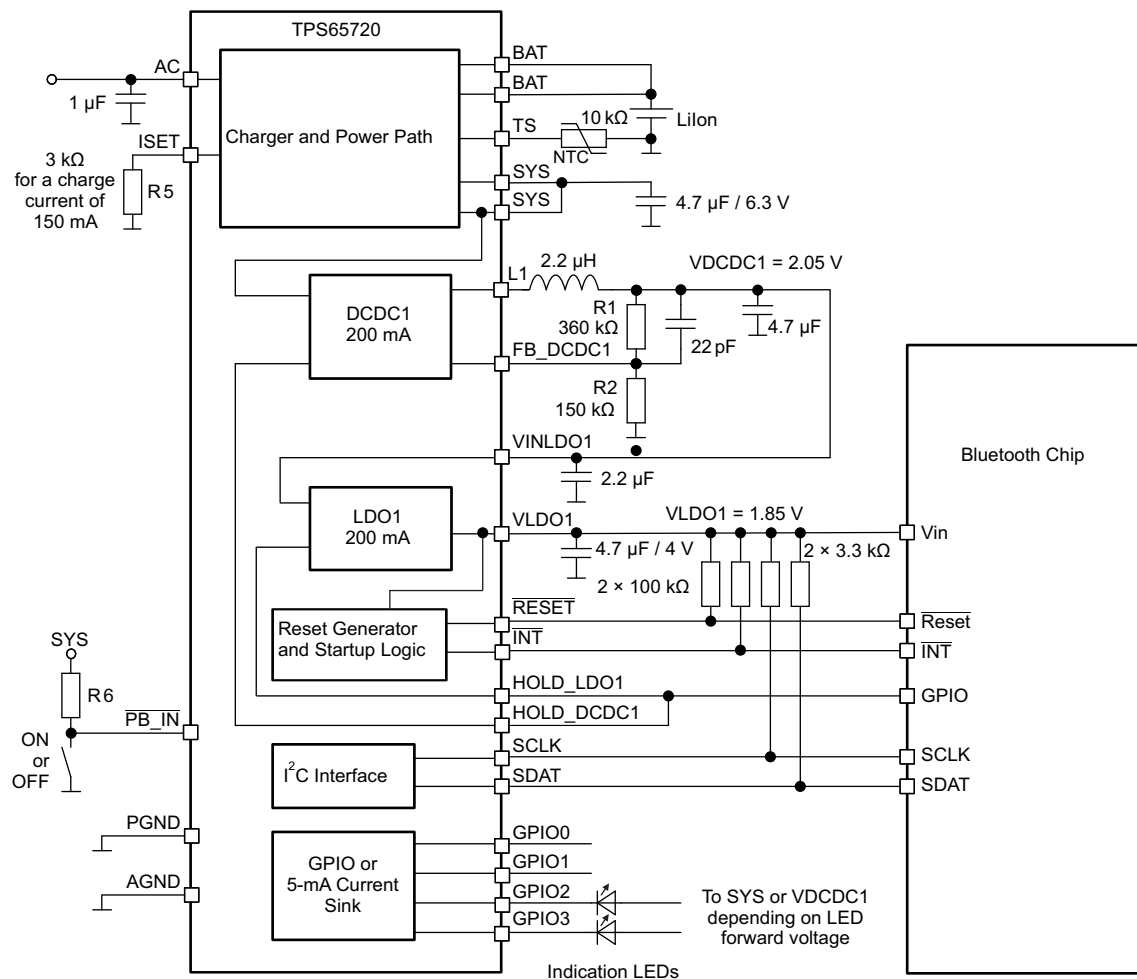 TPS65720
AC
1 µF
ISET
3 kΩ
for a charge
current of
150 mA
R5
Charger and Power Path
BAT
BAT
TS
10 kΩ
NTC
LiIon
SYS
SYS
4.7 µF / 6.3 V
DCDC1
200 mA
L1
2.2 µH
VDCDC1 = 2.05 V
R1
360 kΩ
22 pF
4.7 µF
FB_DCDC1
R2
150 kΩ
VINLDO1
2.2 µF
LDO1
200 mA
VLDO1
VLDO1 = 1.85 V
4.7 µF / 4 V
2 × 100 kΩ
2 × 3.3 kΩ
Bluetooth Chip
Vin
Reset Generator
and Startup Logic
RESET
INT
Reset
INT
HOLD_LDO1
HOLD_DCDC1
GPIO
SYS
R6
PB_IN
ON
or
OFF
I²C Interface
SCLK
SDAT
SCLK
SDAT
PGND
AGND
GPIO or
5-mA Current
Sink
GPIO0
GPIO1
GPIO2
GPIO3
To SYS or VDCDC1
depending on LED
forward voltage
Indication LEDs